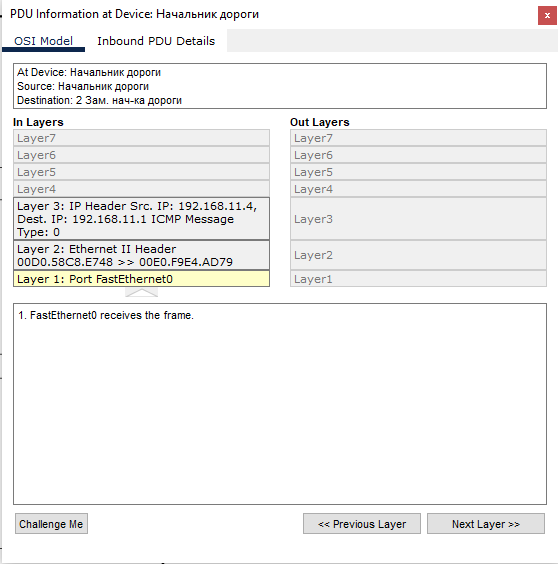 PDU Information at Device: Начальник дороги
x
OSI Model
Inbound PDU Details
At Device: Начальник дороги
Source: Начальник дороги
Destination: 2 Зам. нач-ка дороги
In Layers
Layer7
Layer6
Layer5
Layer4
Layer 3: IP Header Src. IP: 192.168.11.4,
Dest. IP: 192.168.11.1 ICMP Message
Type: 0
Layer 2: Ethernet II Header
00D0.58C8.E748 >> 00E0.F9E4.AD79
Layer 1: Port FastEthernet0
Out Layers
Layer7
Layer6
Layer5
Layer4
Layer3
Layer2
Layer1
1. FastEthernet0 receives the frame.
Challenge Me
<< Previous Layer
Next Layer >>